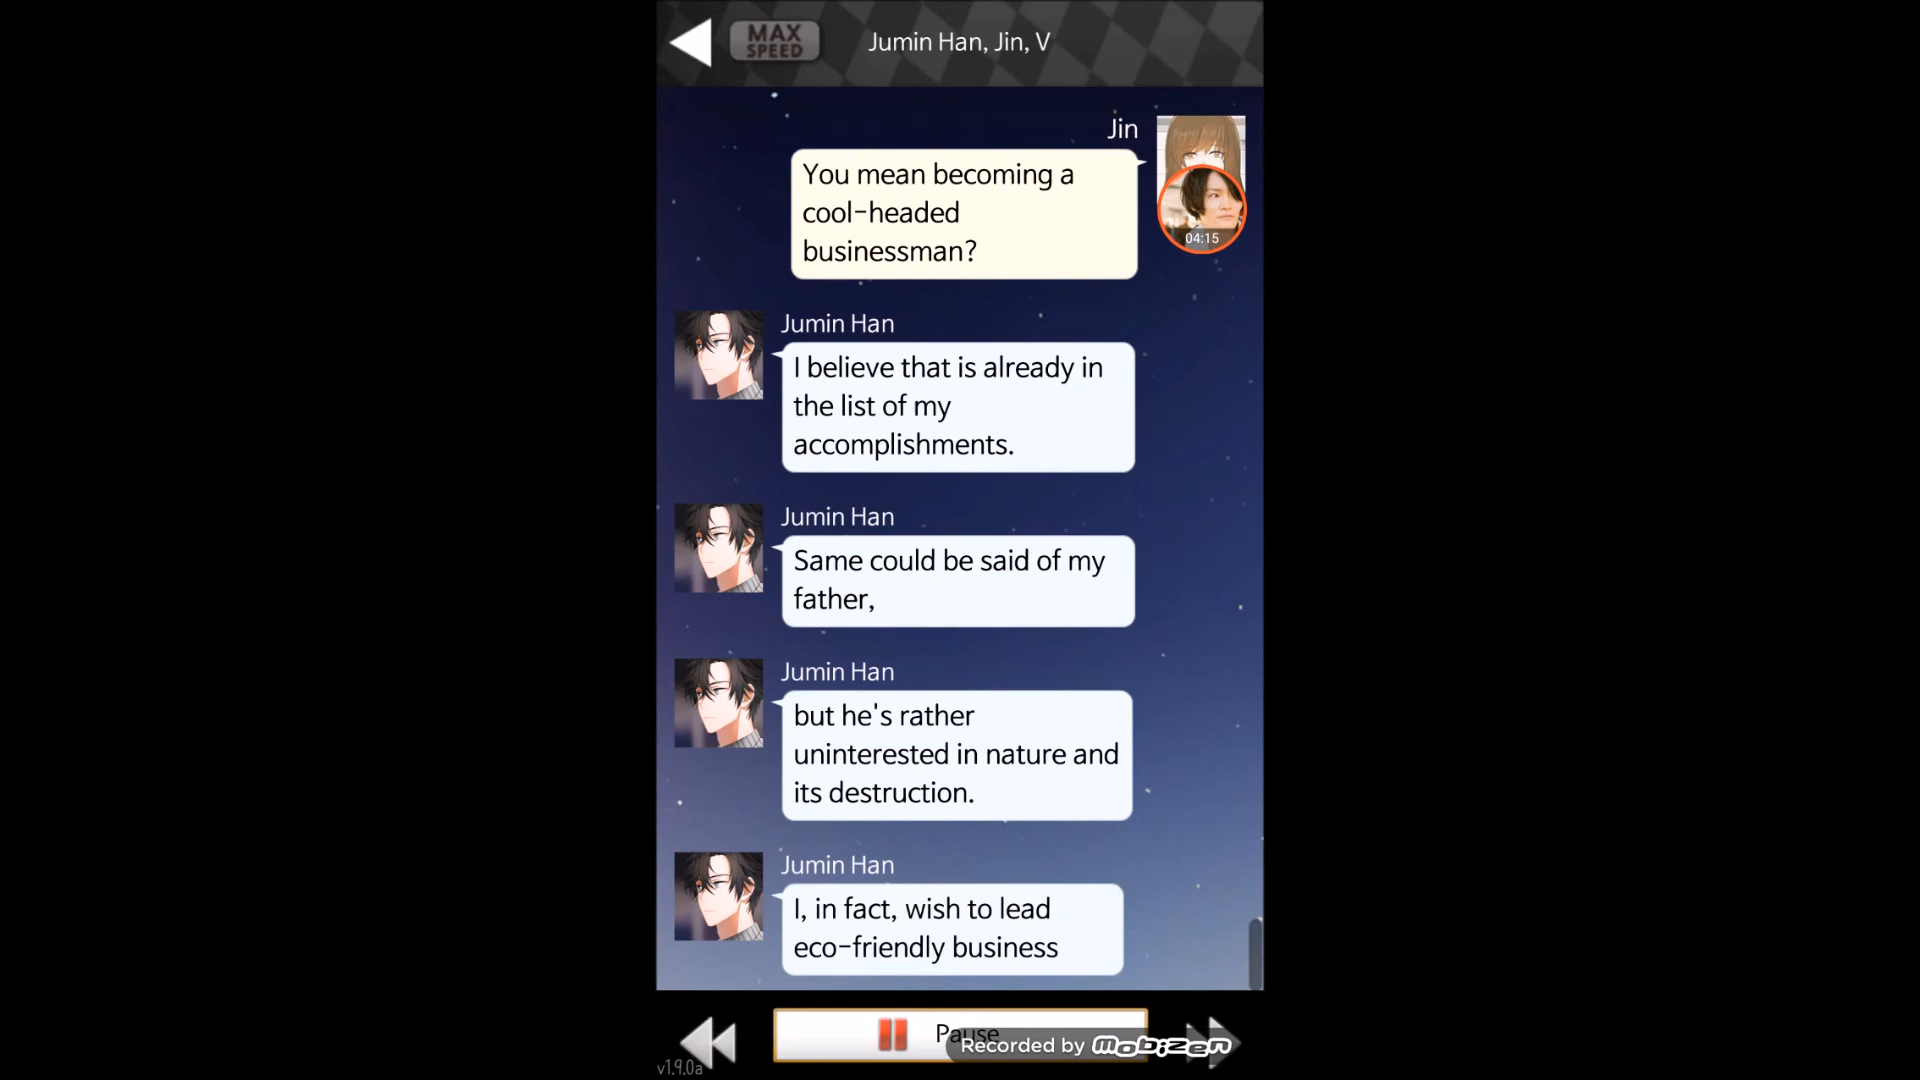 MAX
SPEED
Jumin Han, Jin, V
Jin
You mean becoming a
cool-headed
businessman?
04:15
Jumin Han
I believe that is already in
the list of my
accomplishments.
Jumin Han
Same could be said of my
father,
Jumin Han
but he's rather
uninterested in nature and
its destruction.
Jumin Han
I, in fact, wish to lead
eco-friendly business
Pause
Recorded by Mobizen
v1.9.0a